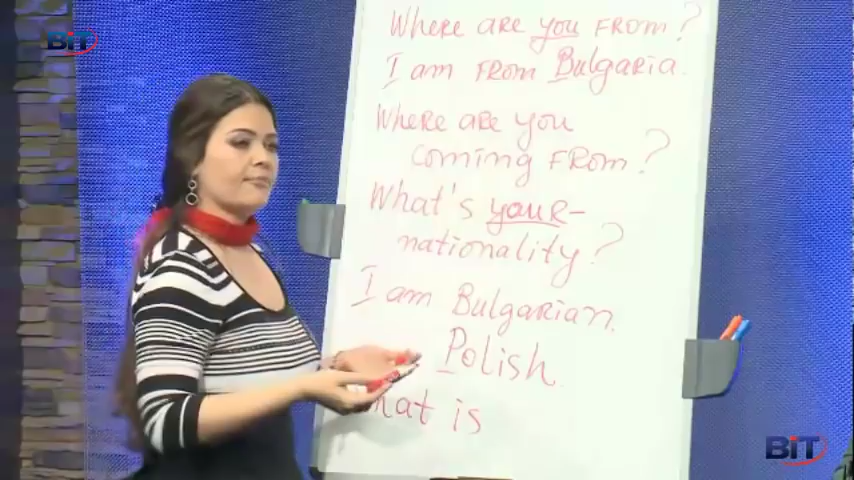 BiT
Where are you from?
I am from Bulgaria.
Where are you
coming from?
What's your
nationality?
I am Bulgarian.
Polish
What is
BiT